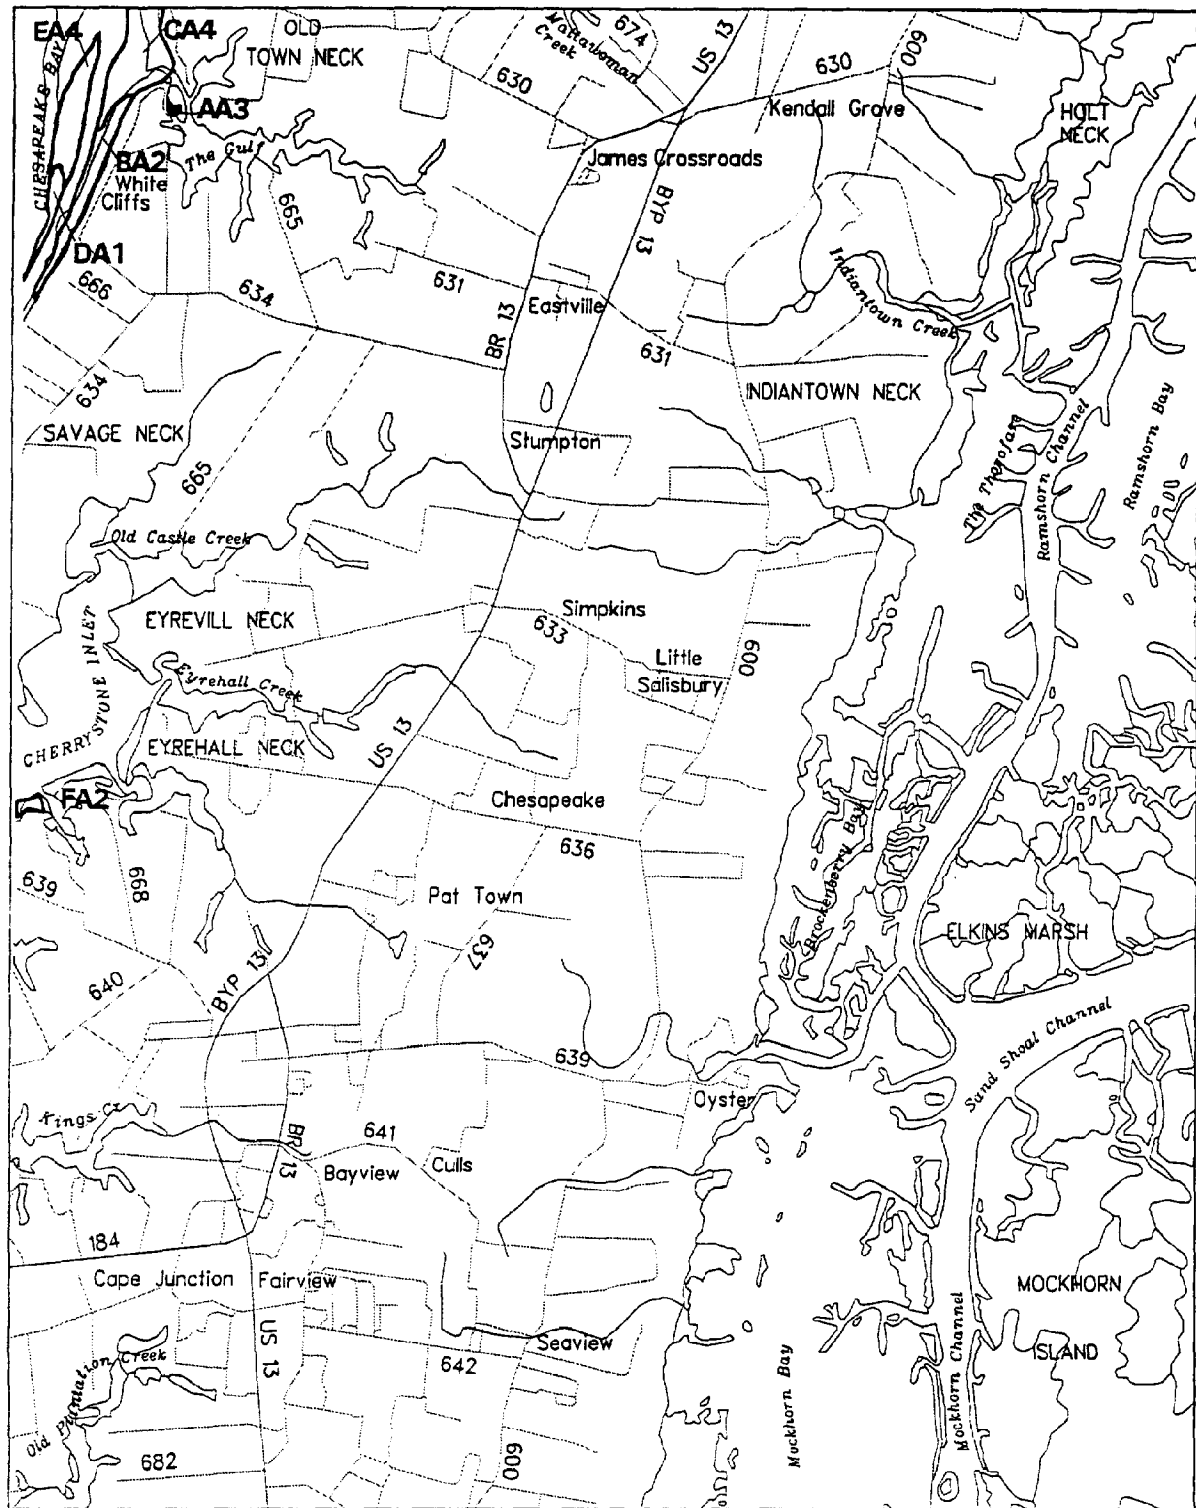 EA4
CA4
OLD
TOWN NECK
Mattawoman
Creek
674
US 13
630
600
630
Kendall Grove
HOLT
NECK
CHESAPEAKE BAY
AA3
The Gulf
BA2
White
Cliffs
James Crossroads
665
BYP 13
DA1
666
634
631
Eastville
BR 13
631
Indiantown Creek
634
INDIANTOWN NECK
SAVAGE NECK
Stumpton
665
The Thorofare
Ramshorn Channel
Ramshorn Bay
Old Castle Creek
EYREVILL NECK
Simpkins
633
600
Little
Salisbury
CHERRYSTONE INLET
Eyrehall Creek
EYREHALL NECK
US 13
FA2
Chesapeake
636
639
668
Pat Town
637
Brockenberry Bay
ELKINS MARSH
640
BYP 13
639
Sand Shoal Channel
Oyster
Kings Cr
641
BR 13
Bayview
Culls
184
Cape Junction
Fairview
MOCKHORN
ISLAND
US 13
Seaview
642
Old Plantation Creek
Mockhorn Bay
Mockhorn Channel
682
600